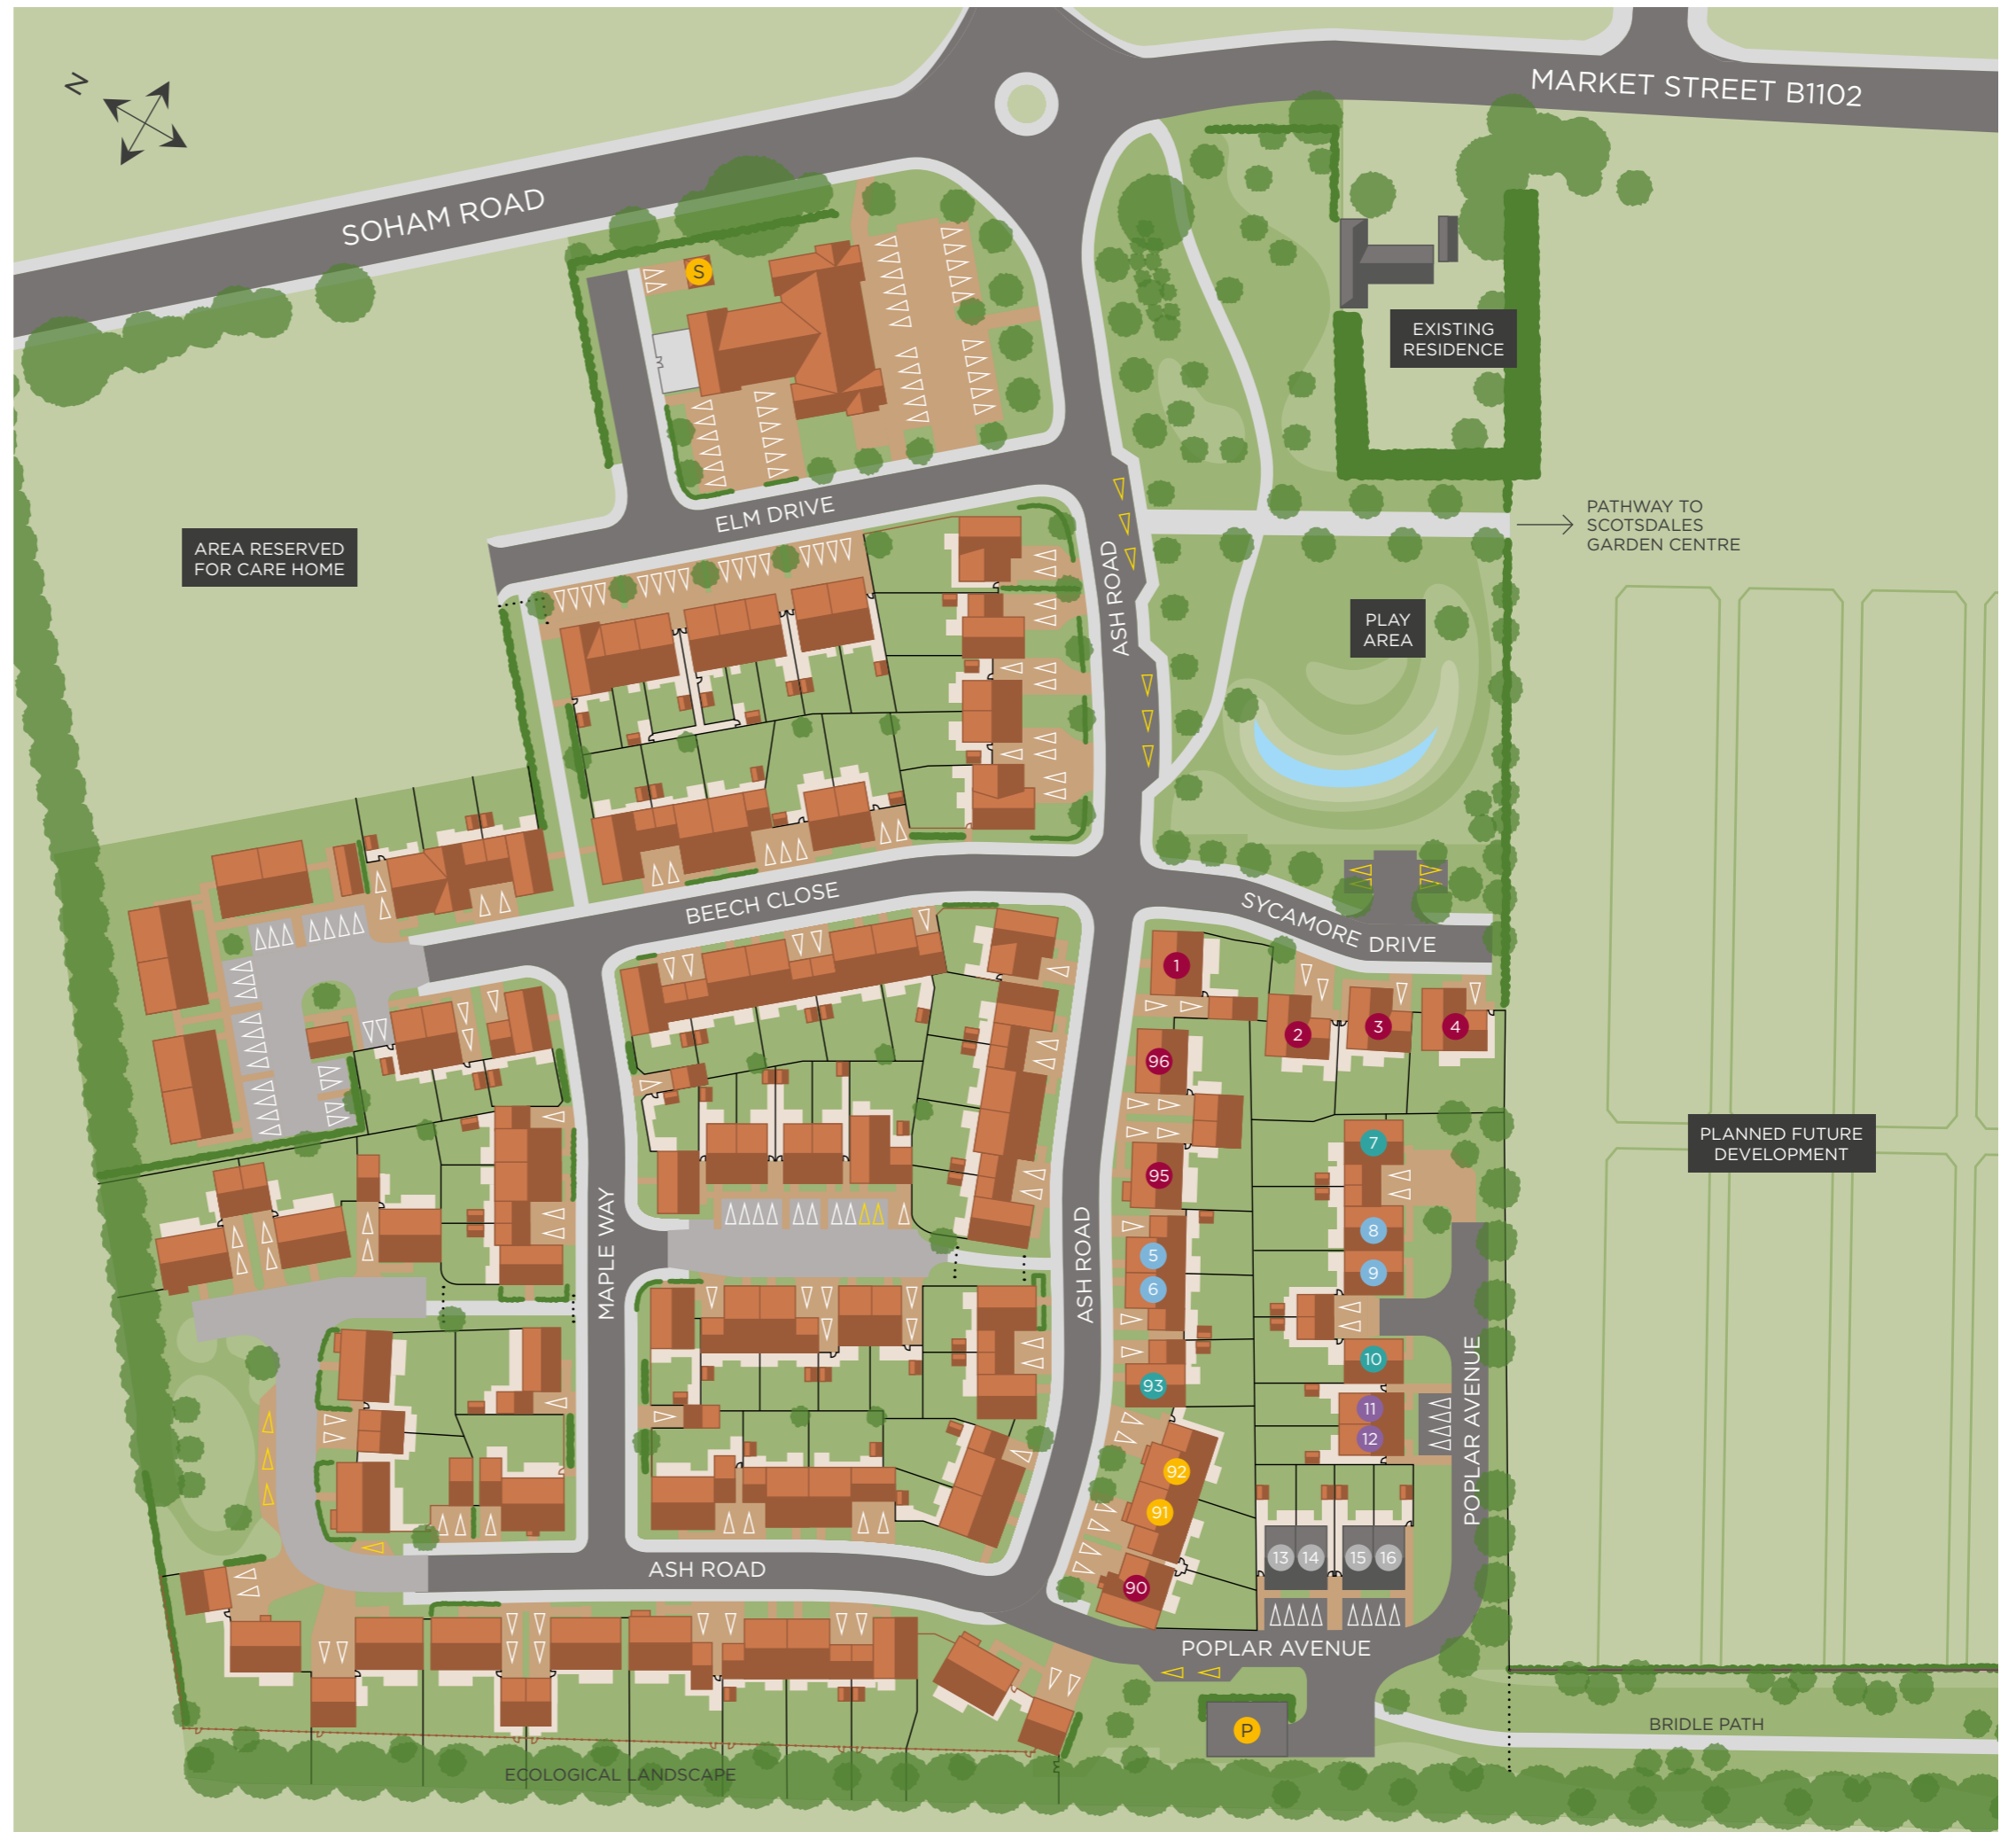 MARKET STREET B1102
N
SOHAM ROAD
S
EXISTING
RESIDENCE
PATHWAY TO
SCOTSDALES
GARDEN CENTRE
ELM DRIVE
AREA RESERVED
FOR CARE HOME
ASH ROAD
PLAY
AREA
BEECH CLOSE
SYCAMORE DRIVE
1
2
3
4
96
95
7
PLANNED FUTURE
DEVELOPMENT
8
5
9
6
MAPLE WAY
ASH ROAD
10
93
11
12
POPLAR AVENUE
92
91
13
14
15
16
ASH ROAD
90
POPLAR AVENUE
P
BRIDLE PATH
ECOLOGICAL LANDSCAPE